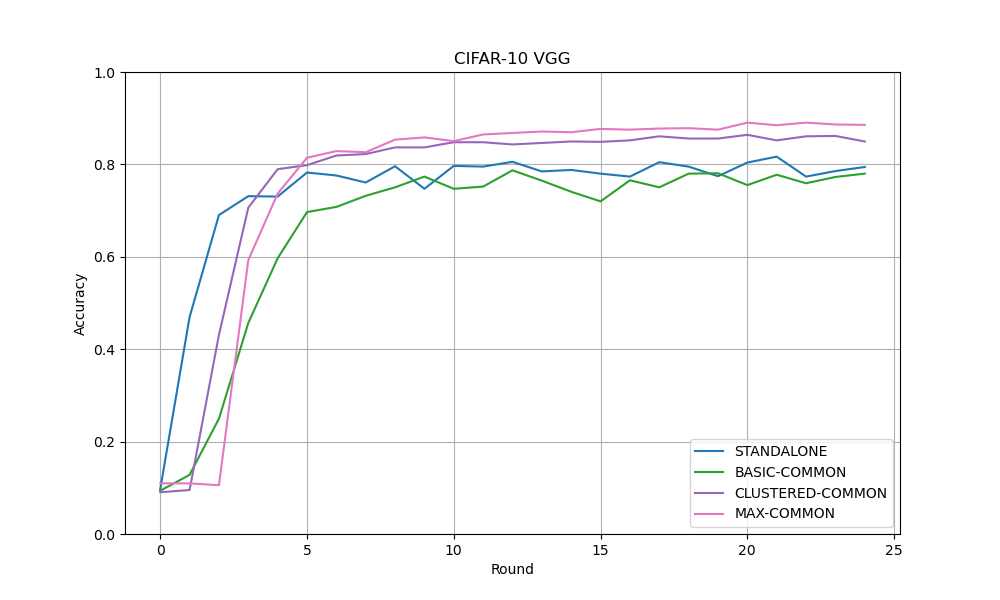 CIFAR-10 VGG
Accuracy
1.0
0.8
0.6
0.4
0.2
0.0
0 5 10 15 20 25
Round
STANDALONE
BASIC-COMMON
CLUSTERED-COMMON
MAX-COMMON